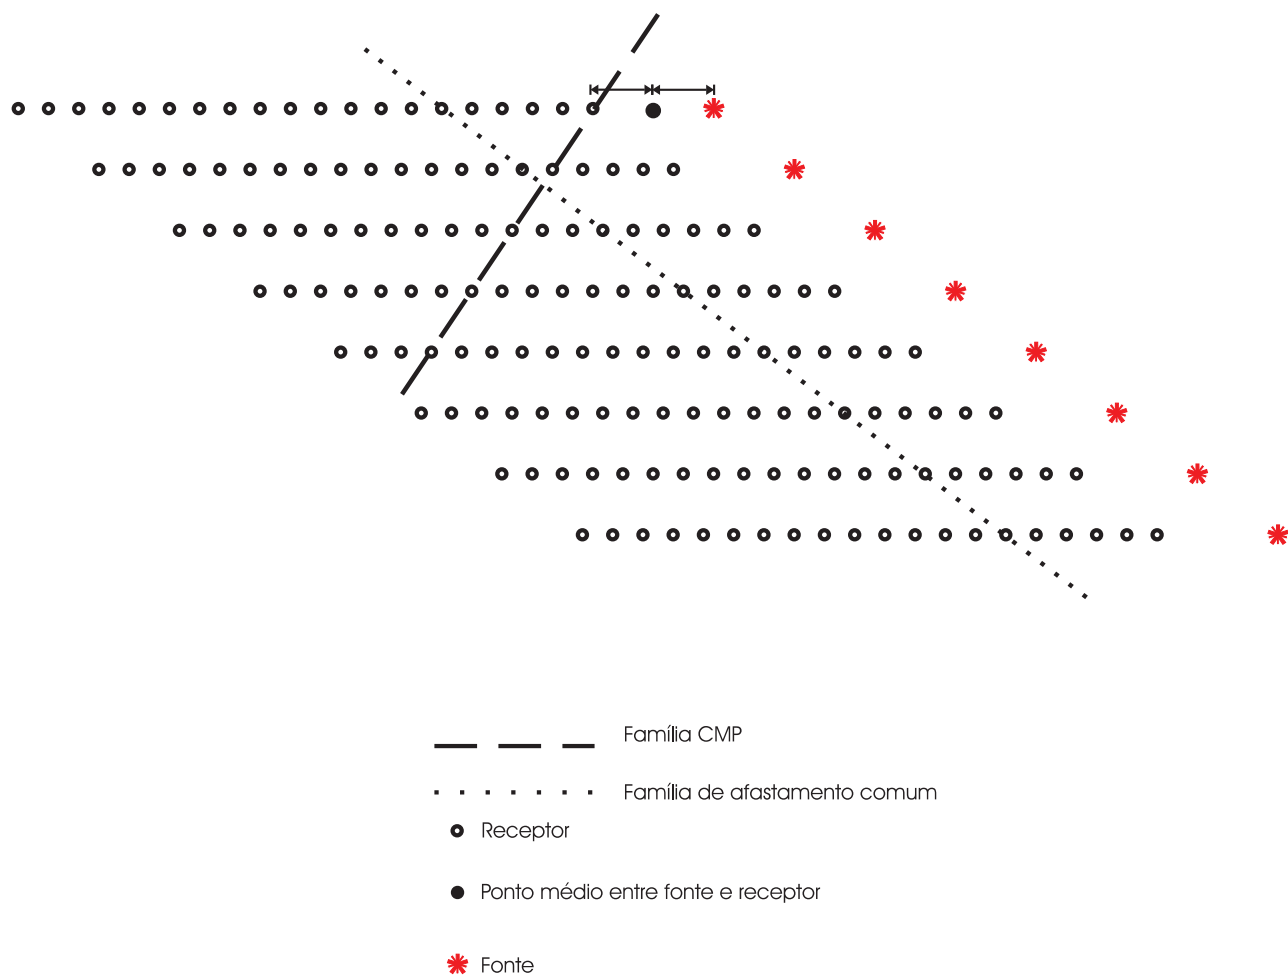 Família CMP
Família de afastamento comum
Receptor
Ponto médio entre fonte e receptor
Fonte